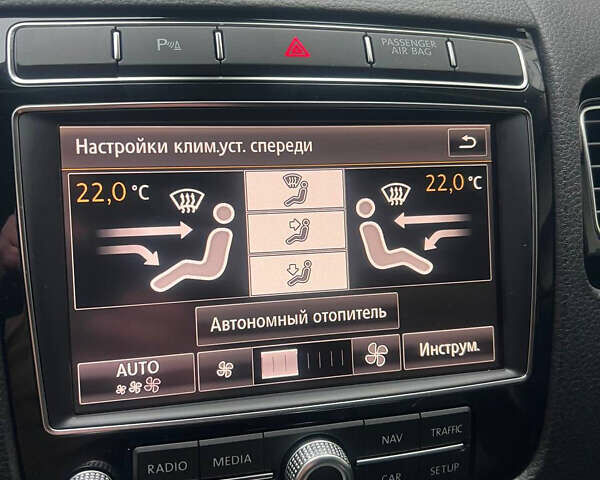 P
PASSENGER
AIR BAG
Настройки клим.уст. спереди
22,0 °C
22,0 °C
Автономный отопитель
AUTO
Инструм.
RADIO
MEDIA
NAV
TRAFFIC
CAR
SETUP